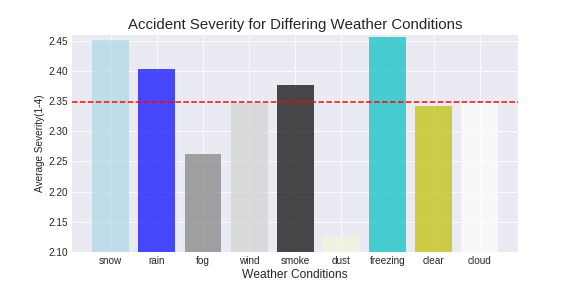 Accident Severity for Differing Weather Conditions
Average Severity(1-4)
2.45
2.40
2.35
2.30
2.25
2.20
2.15
2.10
snow rain fog wind smoke dust freezing clear cloud
Weather Conditions